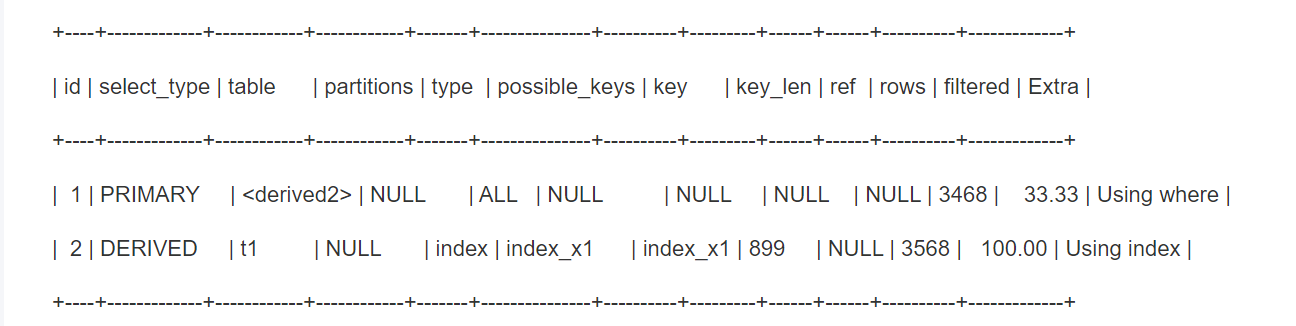 +----+-------------+------------+------------+-------+---------------+----------+---------+------+------+----------+-------------+
| id | select_type | table | partitions | type | possible_keys | key | key_len | ref | rows | filtered | Extra |
+----+-------------+------------+------------+-------+---------------+----------+---------+------+------+----------+-------------+
| 1 | PRIMARY | <derived2> | NULL | ALL | NULL | NULL | NULL | NULL | 3468 | 33.33 | Using where |
| 2 | DERIVED | t1 | NULL | index | index_x1 | index_x1 | 899 | NULL | 3568 | 100.00 | Using index |
+----+-------------+------------+------------+-------+---------------+----------+---------+------+------+----------+-------------+